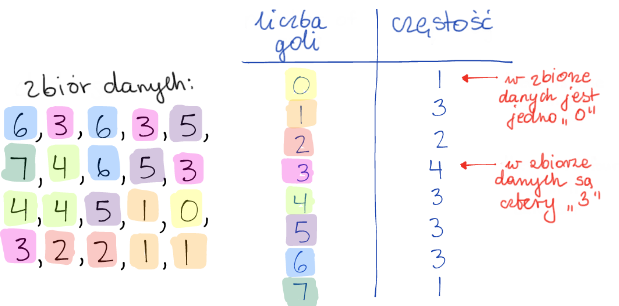 zbiór danych:
6, 3, 6, 3, 5,
7, 4, 6, 5, 3
4, 4, 5, 1, 0,
3, 2, 2, 1, 1
liczba goli | częstość
0 | 1
1 | 3
2 | 2
3 | 4
4 | 3
5 | 3
6 | 3
7 | 1
w zbiorze
danych jest
jedno „0"
w zbiorze
danych są
cztery „3"